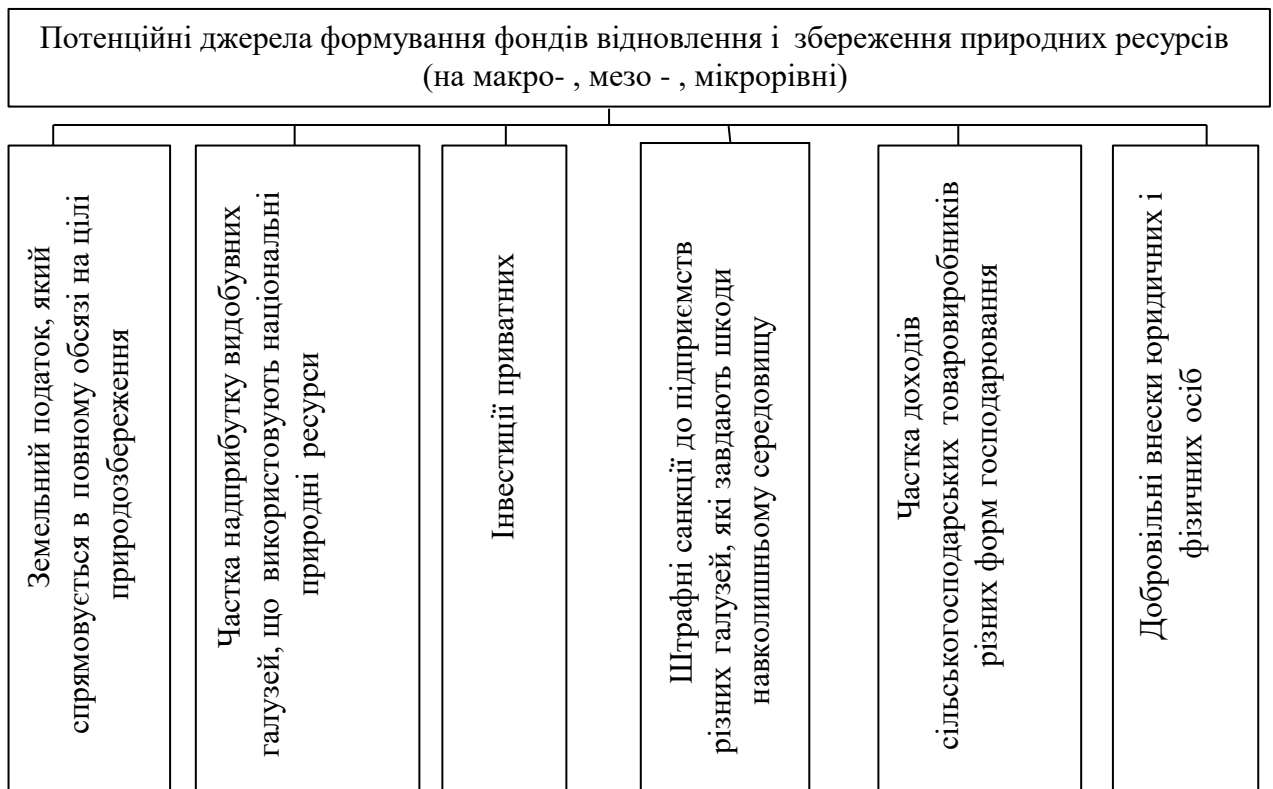 Потенційні джерела формування фондів відновлення і збереження природних ресурсів
(на макро- , мезо - , мікрорівні)
Земельний податок, який
спрямовується в повному обсязі на цілі
природозбереження
Частка надприбутку видобувних
галузей, що використовують національні
природні ресурси
Інвестиції приватних
Штрафні санкції до підприємств
різних галузей, які завдають шкоди
навколишньому середовищу
Частка доходів
сільськогосподарських товаровиробників
різних форм господарювання
Добровільні внески юридичних і
фізичних осіб